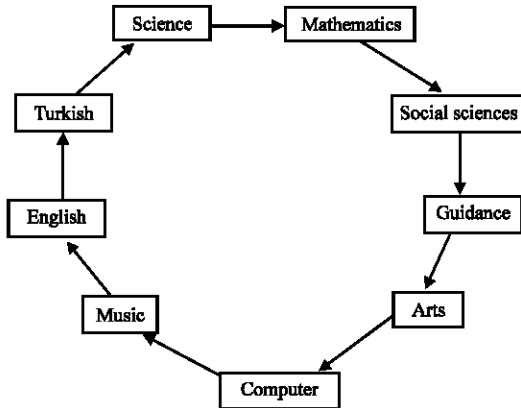 Science
Mathematics
Social sciences
Guidance
Arts
Computer
Music
English
Turkish